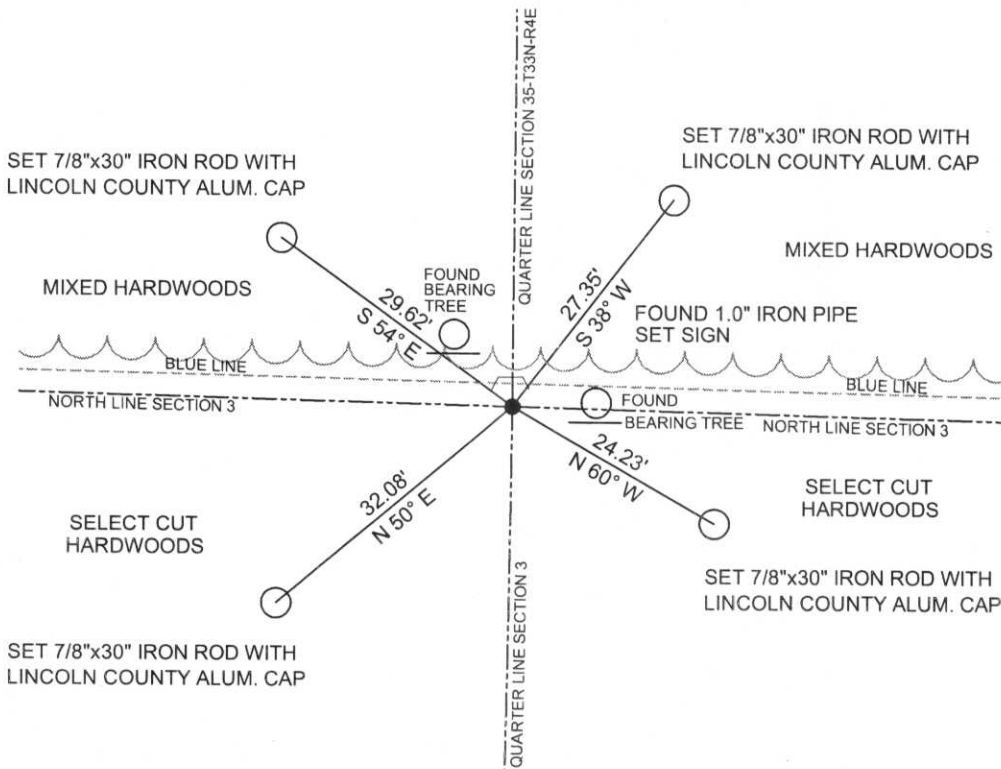 QUARTER LINE SECTION 35-T33N-R4E
SET 7/8"x30" IRON ROD WITH
LINCOLN COUNTY ALUM. CAP
SET 7/8"x30" IRON ROD WITH
LINCOLN COUNTY ALUM. CAP
MIXED HARDWOODS
MIXED HARDWOODS
FOUND
BEARING
TREE
29.62'
S 54° E
27.35'
S 38° W
FOUND 1.0" IRON PIPE
SET SIGN
BLUE LINE
BLUE LINE
NORTH LINE SECTION 3
FOUND
BEARING TREE
NORTH LINE SECTION 3
32.08'
N 50° E
24.23'
N 60° W
SELECT CUT
HARDWOODS
SELECT CUT
HARDWOODS
SET 7/8"x30" IRON ROD WITH
LINCOLN COUNTY ALUM. CAP
SET 7/8"x30" IRON ROD WITH
LINCOLN COUNTY ALUM. CAP
QUARTER LINE SECTION 3